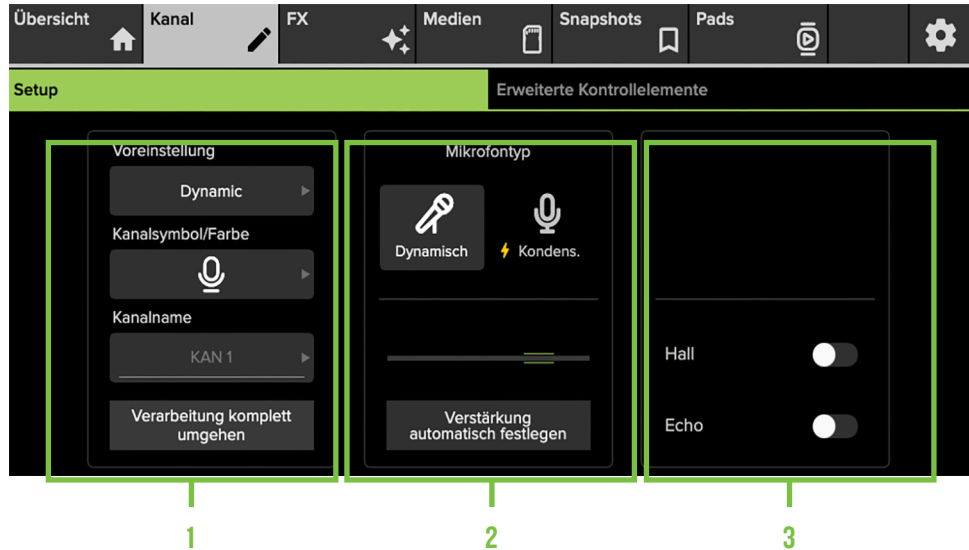 Übersicht
Kanal
FX
Medien
Snapshots
Pads
Setup
Erweiterte Kontrollelemente
Voreinstellung
Dynamic
Kanalsymbol/Farbe
Kanalname
KAN 1
Verarbeitung komplett
umgehen
Mikrofontyp
Dynamisch
Kondens.
Verstärkung
automatisch festlegen
Hall
Echo
1
2
3